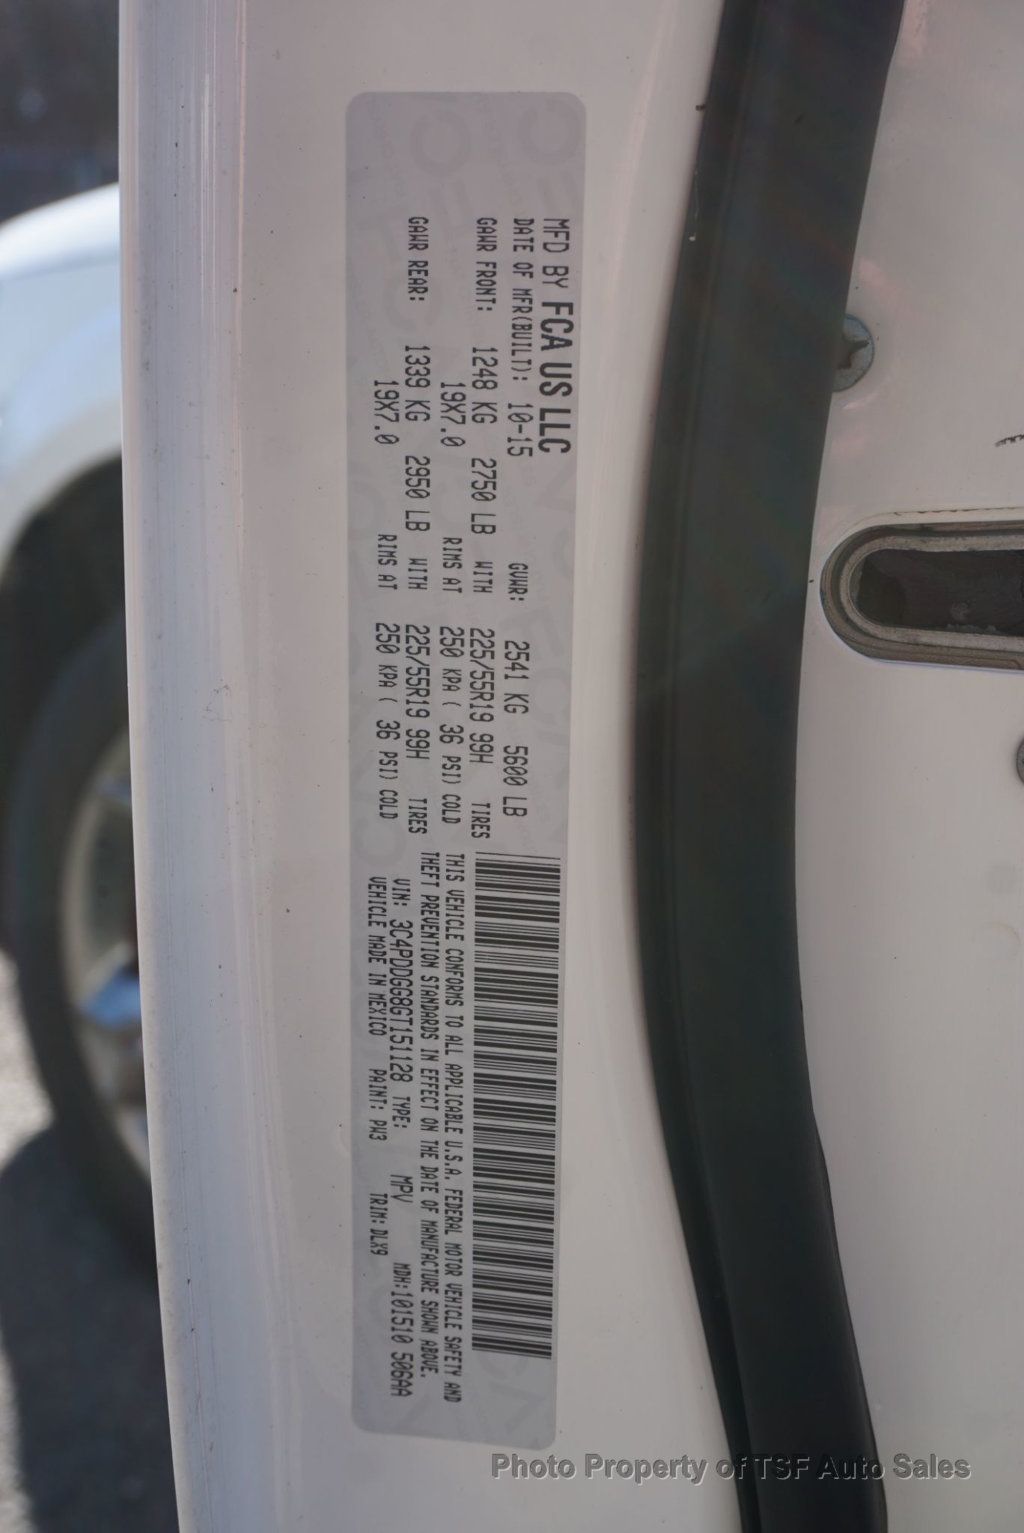 MFD BY FCA US LLC
DATE OF MFR(BUILT): 10-15 GVWR: 2541 KG 5600 LB
GAWR FRONT: 1248 KG 2750 LB WITH 225/55R19 99H TIRES
19X7.0 RIMS AT 250 KPA ( 36 PSI) COLD
GAWR REAR: 1339 KG 2950 LB WITH 225/55R19 99H TIRES
19X7.0 RIMS AT 250 KPA ( 36 PSI) COLD
THIS VEHICLE CONFORMS TO ALL APPLICABLE U.S.A. FEDERAL MOTOR VEHICLE SAFETY AND
THEFT PREVENTION STANDARDS IN EFFECT ON THE DATE OF MANUFACTURE SHOWN ABOVE.
VIN: 3C4PDDGG8GT151128 TYPE: MPV MDH:101510 506AA
VEHICLE MADE IN MEXICO PAINT: PW3 TRIM: DLX9
Photo Property of TSF Auto Sales